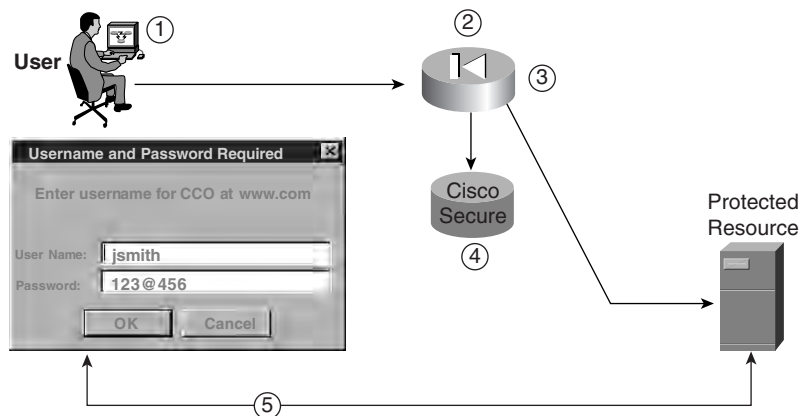 1
2
User
3
Username and Password Required
Enter username for CCO at www.com
User Name: jsmith
Password: 123@456
OK Cancel
Cisco
Secure
4
Protected
Resource
5